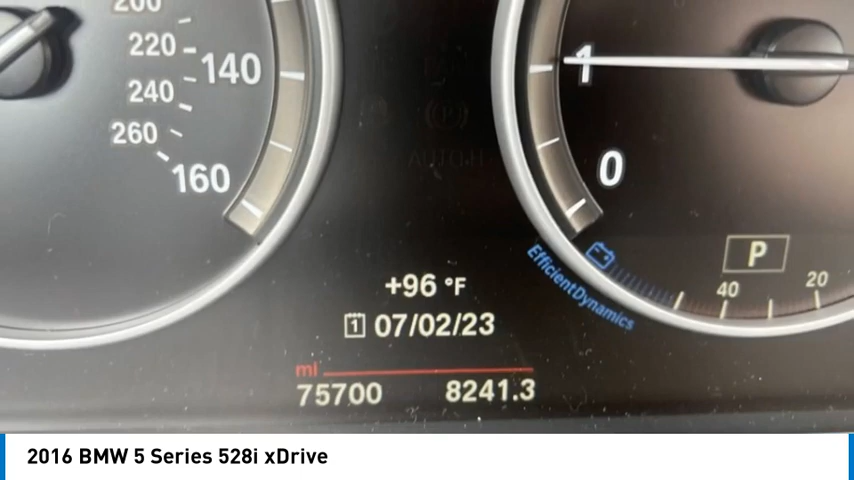 200
220
140
240
260
160
1
0
P
EfficientDynamics
40
20
+96 °F
1 07/02/23
mi
75700 8241.3
2016 BMW 5 Series 528i xDrive